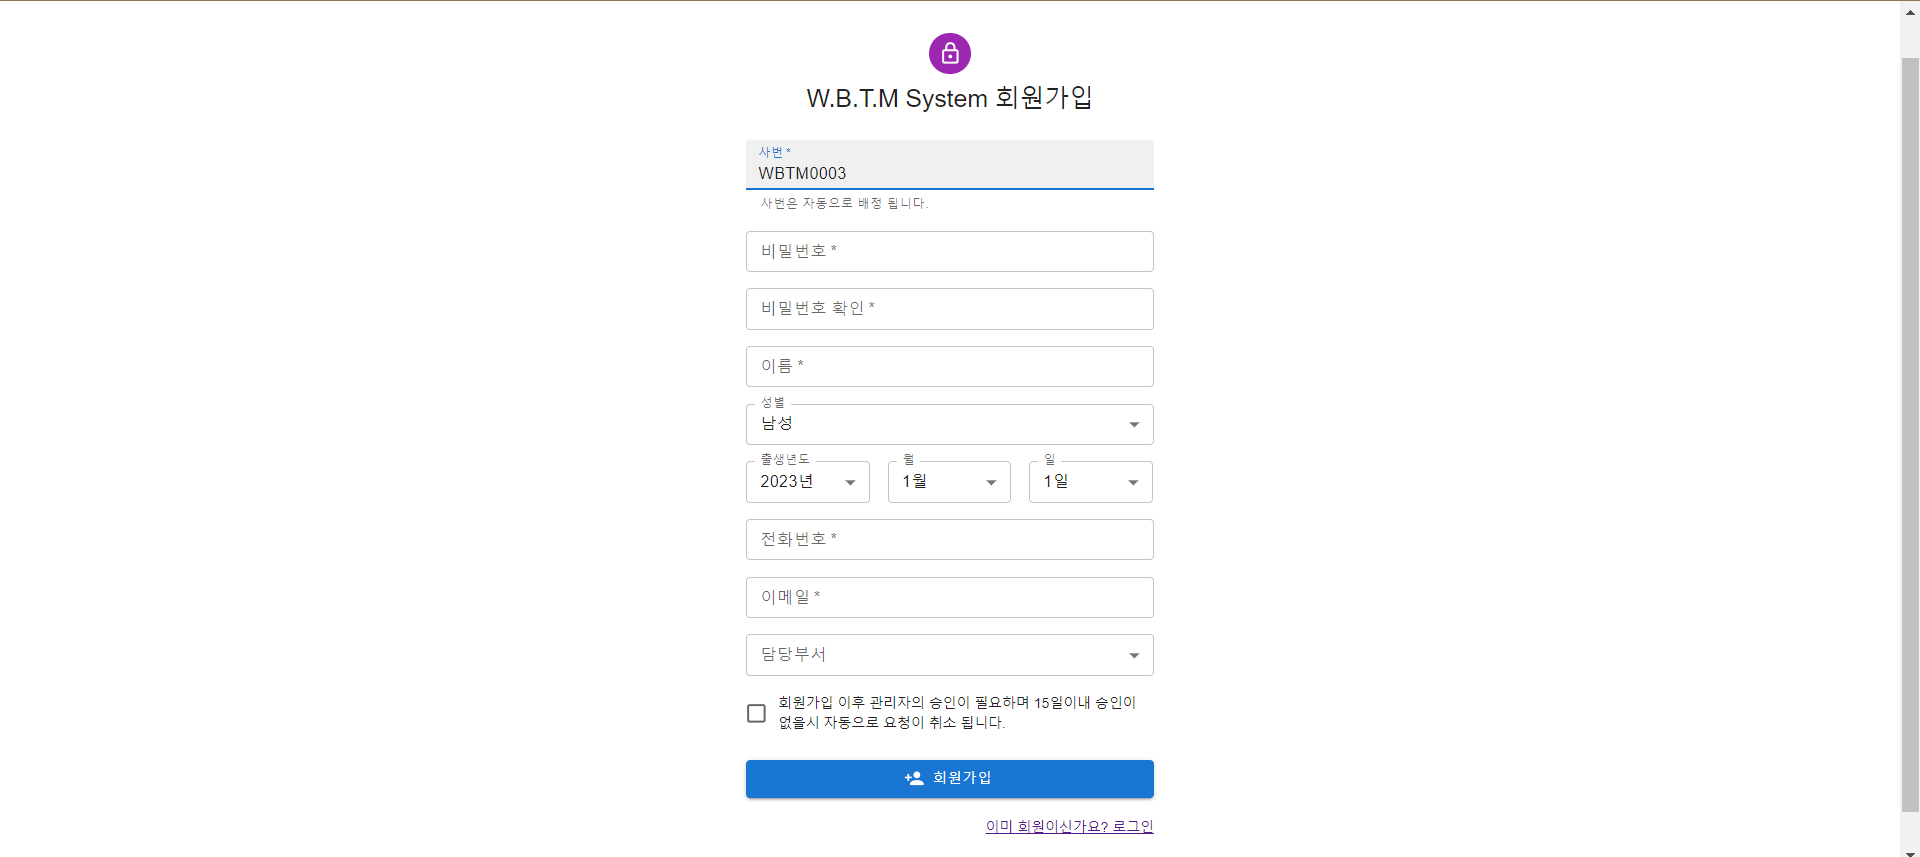 W.B.T.M System 회원가입
사번 *
WBTM0003
사번은 자동으로 배정 됩니다.
비밀번호 *
비밀번호 확인 *
이름 *
성별
남성
출생년도 월 일
2023년 1월 1일
전화번호 *
이메일 *
담당부서
회원가입 이후 관리자의 승인이 필요하며 15일이내 승인이
없을시 자동으로 요청이 취소 됩니다.
회원가입
이미 회원이신가요? 로그인